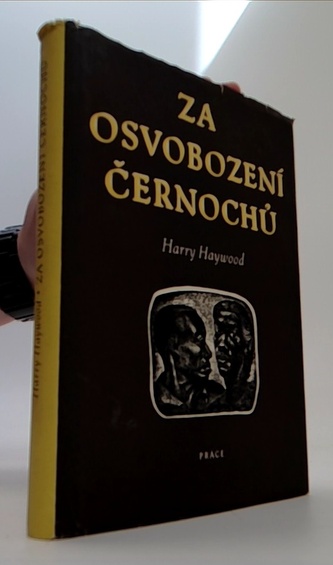 ZA
OSVOBOZENÍ
ČERNOCHŮ
Harry Haywood
PRÁCE
Harry Haywood • ZA OSVOBOZENÍ ČERNOCHŮ